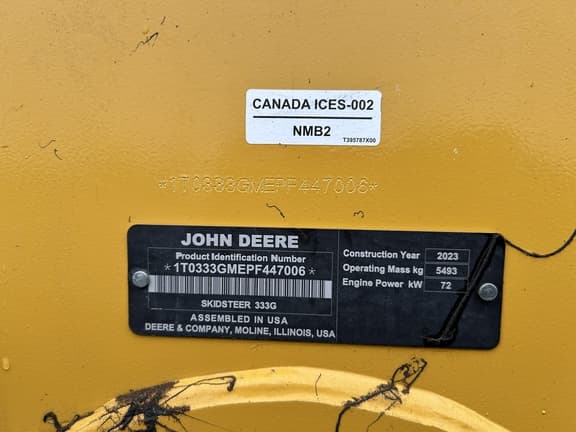 CANADA ICES-002
NMB2
T395787X00
*1T0333GMEPF447006*
JOHN DEERE
Product Identification Number
*1T0333GMEPF447006*
SKIDSTEER 333G
ASSEMBLED IN USA
DEERE & COMPANY, MOLINE, ILLINOIS, USA
Construction Year 2023
Operating Mass kg 5493
Engine Power kW 72